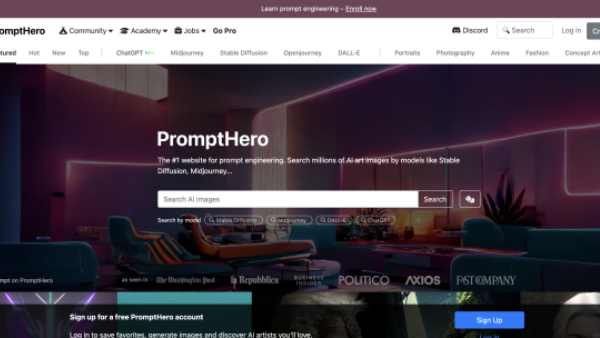 Learn prompt engineering – Enroll now
omptHero Community Academy Jobs Go Pro Discord Search Log in Cr
tured Hot New Top ChatGPT New Midjourney Stable Diffusion Openjourney DALL-E Portraits Photography Anime Fashion Concept Art
PromptHero
The #1 website for prompt engineering. Search millions of AI art images by models like Stable
Diffusion, Midjourney...
Search AI images Search
Search by model Stable Diffusion Midjourney DALL-E ChatGPT
mpt on PromptHero as seen in The Washington Post la Repubblica BUSINESS INSIDER POLITICO AXIOS FAST COMPANY
Sign up for a free PromptHero account
Sign Up
Log in to save favorites, generate images and discover AI artists you'll love.
Log in